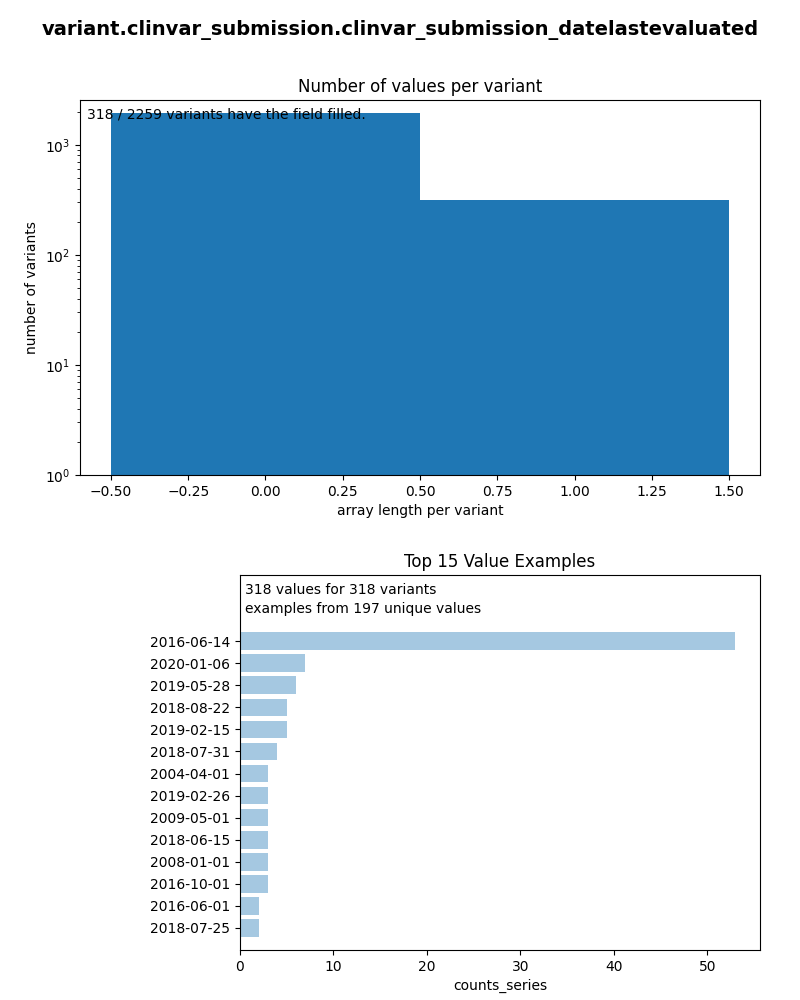 variant.clinvar_submission.clinvar_submission_datelastevaluated
Number of values per variant
318 / 2259 variants have the field filled.
10³
10²
10¹
10⁰
number of variants
−0.50 −0.25 0.00 0.25 0.50 0.75 1.00 1.25 1.50
array length per variant
Top 15 Value Examples
318 values for 318 variants
examples from 197 unique values
2016-06-14
2020-01-06
2019-05-28
2018-08-22
2019-02-15
2018-07-31
2004-04-01
2019-02-26
2009-05-01
2018-06-15
2008-01-01
2016-10-01
2016-06-01
2018-07-25
0 10 20 30 40 50
counts_series